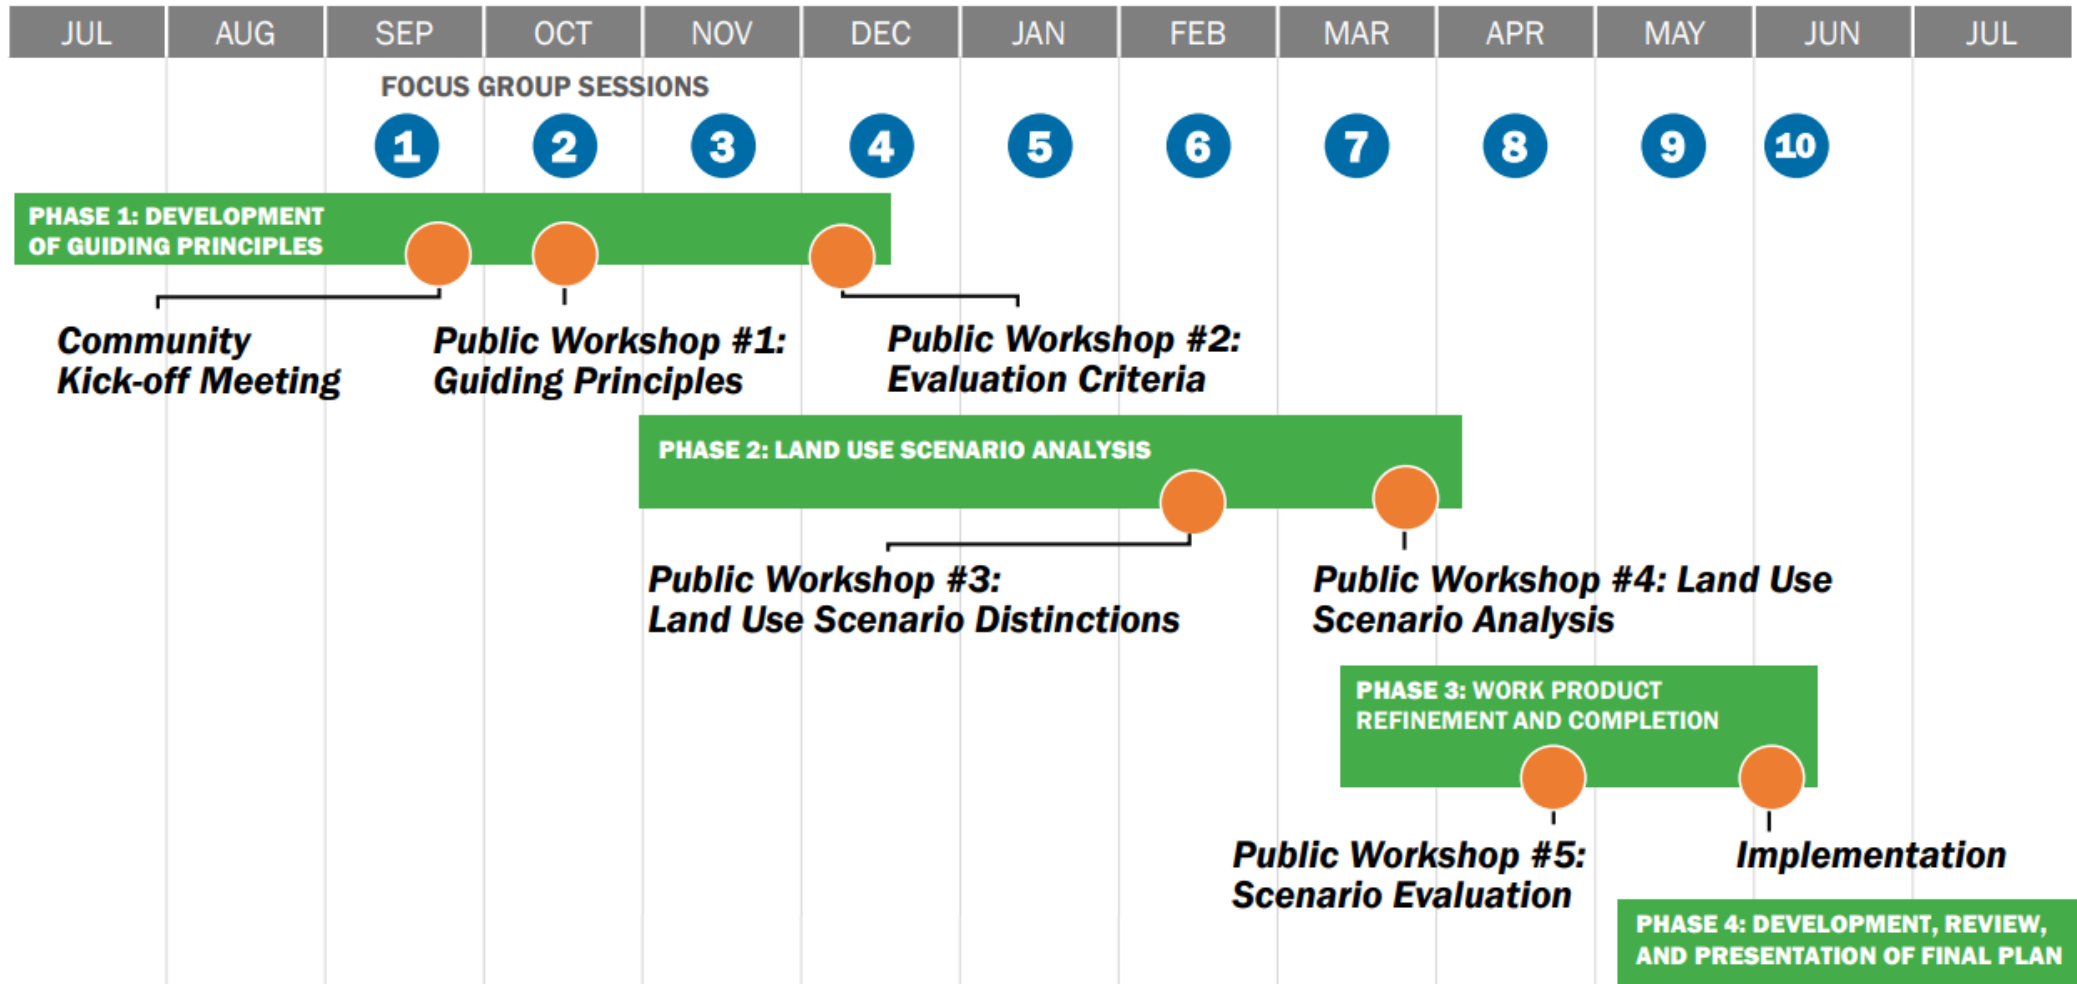 JUL AUG SEP OCT NOV DEC JAN FEB MAR APR MAY JUN JUL
FOCUS GROUP SESSIONS
1 2 3 4 5 6 7 8 9 10
PHASE 1: DEVELOPMENT
OF GUIDING PRINCIPLES
Community
Kick-off Meeting
Public Workshop #1:
Guiding Principles
Public Workshop #2:
Evaluation Criteria
PHASE 2: LAND USE SCENARIO ANALYSIS
Public Workshop #3:
Land Use Scenario Distinctions
Public Workshop #4: Land Use
Scenario Analysis
PHASE 3: WORK PRODUCT
REFINEMENT AND COMPLETION
Public Workshop #5:
Scenario Evaluation
Implementation
PHASE 4: DEVELOPMENT, REVIEW,
AND PRESENTATION OF FINAL PLAN